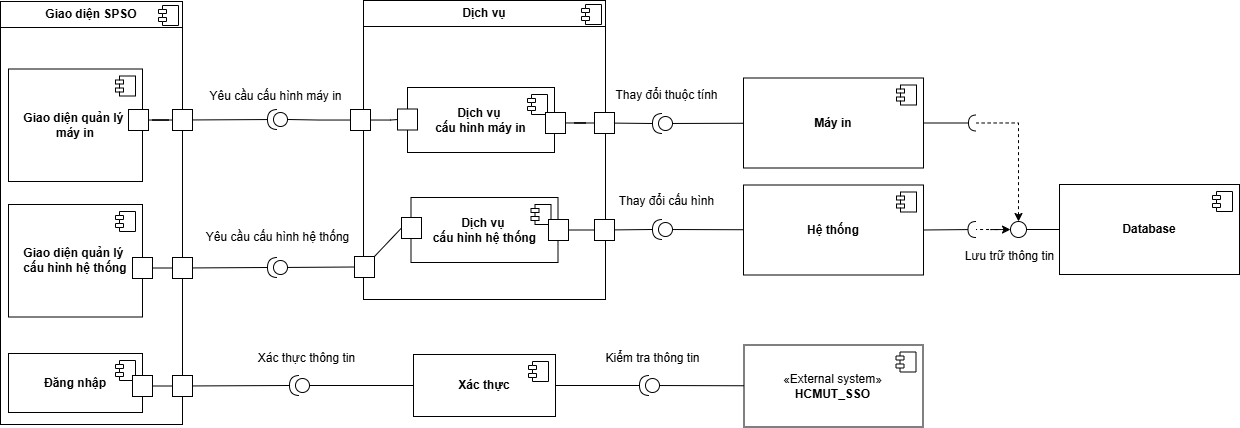 Giao diện SPSO
Dịch vụ
Giao diện quản lý
máy in
Yêu cầu cấu hình máy in
Dịch vụ
cấu hình máy in
Thay đổi thuộc tính
Máy in
Giao diện quản lý
cấu hình hệ thống
Yêu cầu cấu hình hệ thống
Dịch vụ
cấu hình hệ thống
Thay đổi cấu hình
Hệ thống
Lưu trữ thông tin
Database
Đăng nhập
Xác thực thông tin
Xác thực
Kiểm tra thông tin
«External system»
HCMUT_SSO